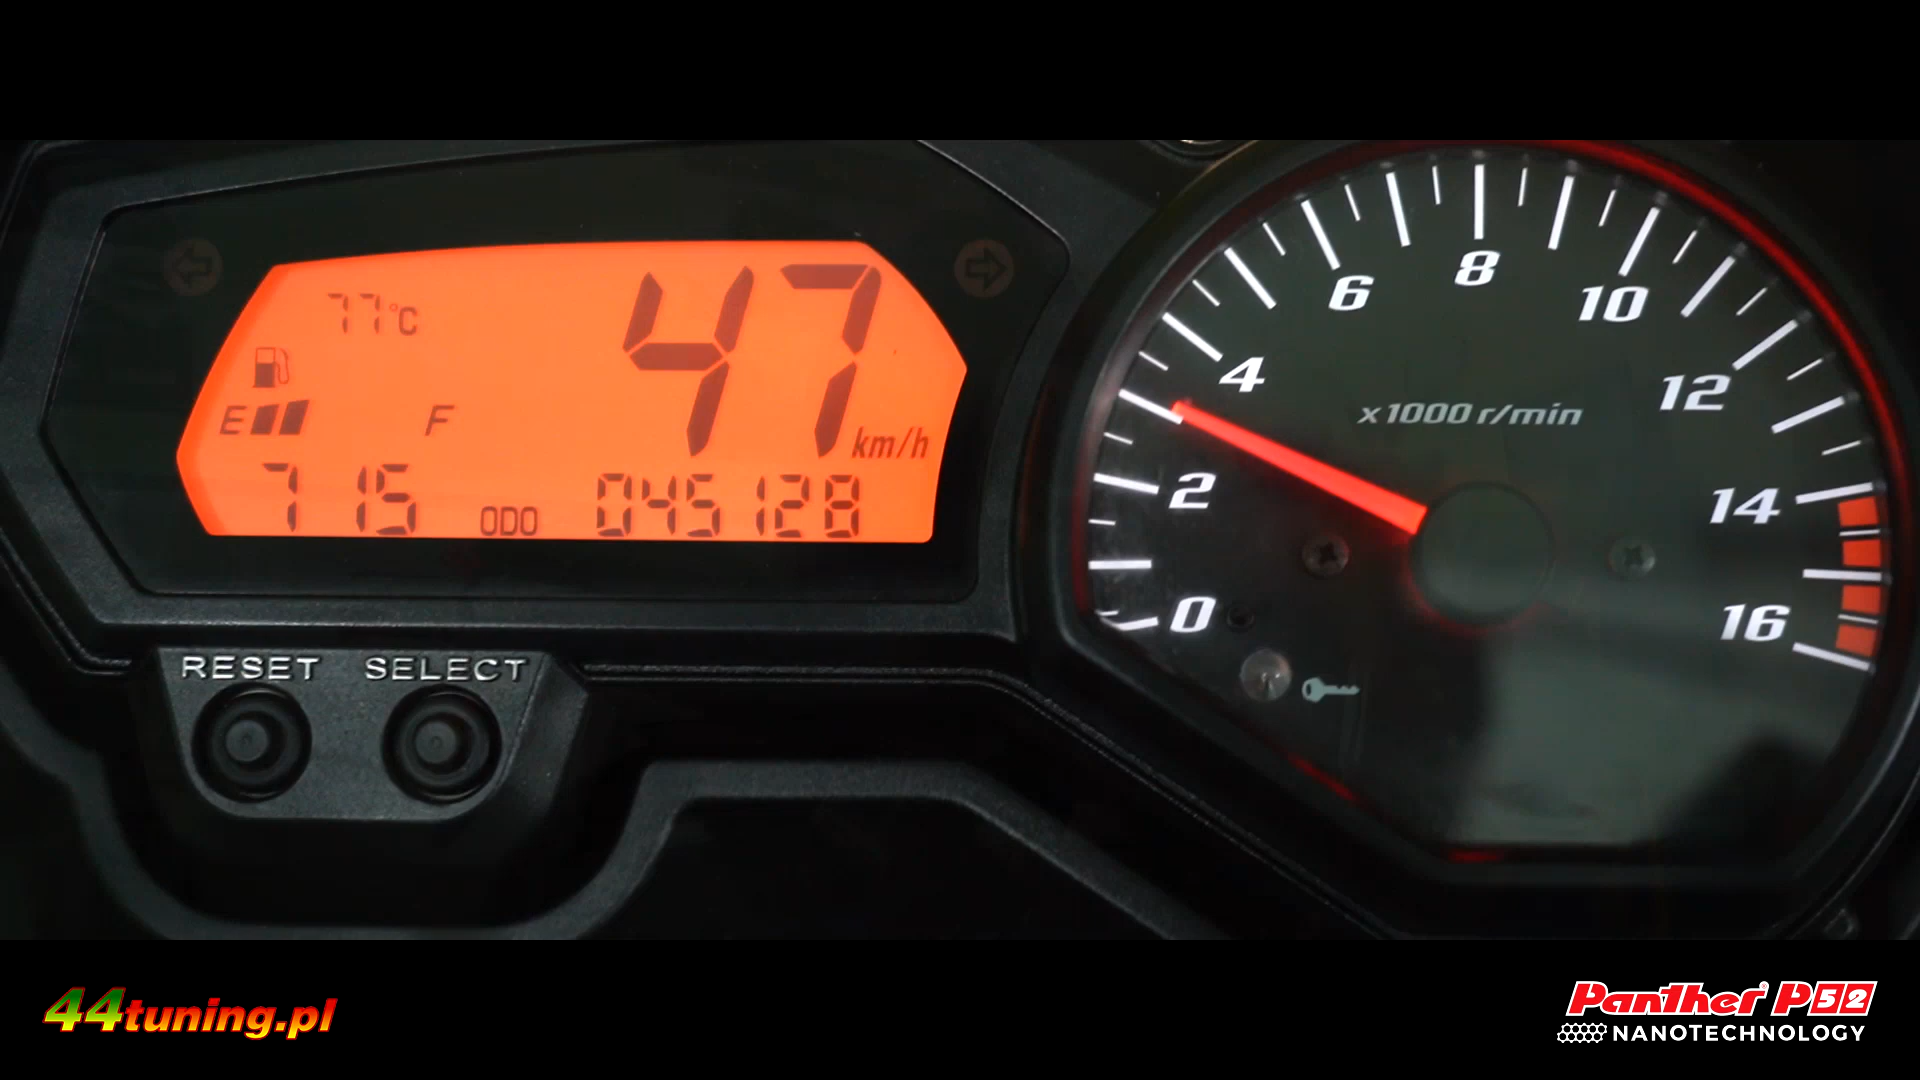 77°C
47
km/h
E F
7 15 ODO 045128
RESET SELECT
0
2
4
6
8
10
12
14
16
x1000 r/min
44tuning.pl
Panther® P52
NANOTECHNOLOGY